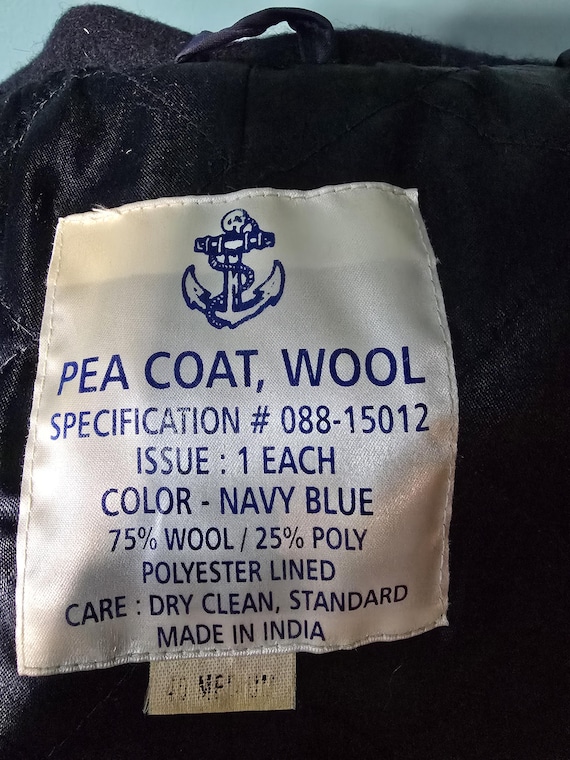 PEA COAT, WOOL
SPECIFICATION # 088-15012
ISSUE : 1 EACH
COLOR - NAVY BLUE
75% WOOL / 25% POLY
POLYESTER LINED
CARE : DRY CLEAN, STANDARD
MADE IN INDIA